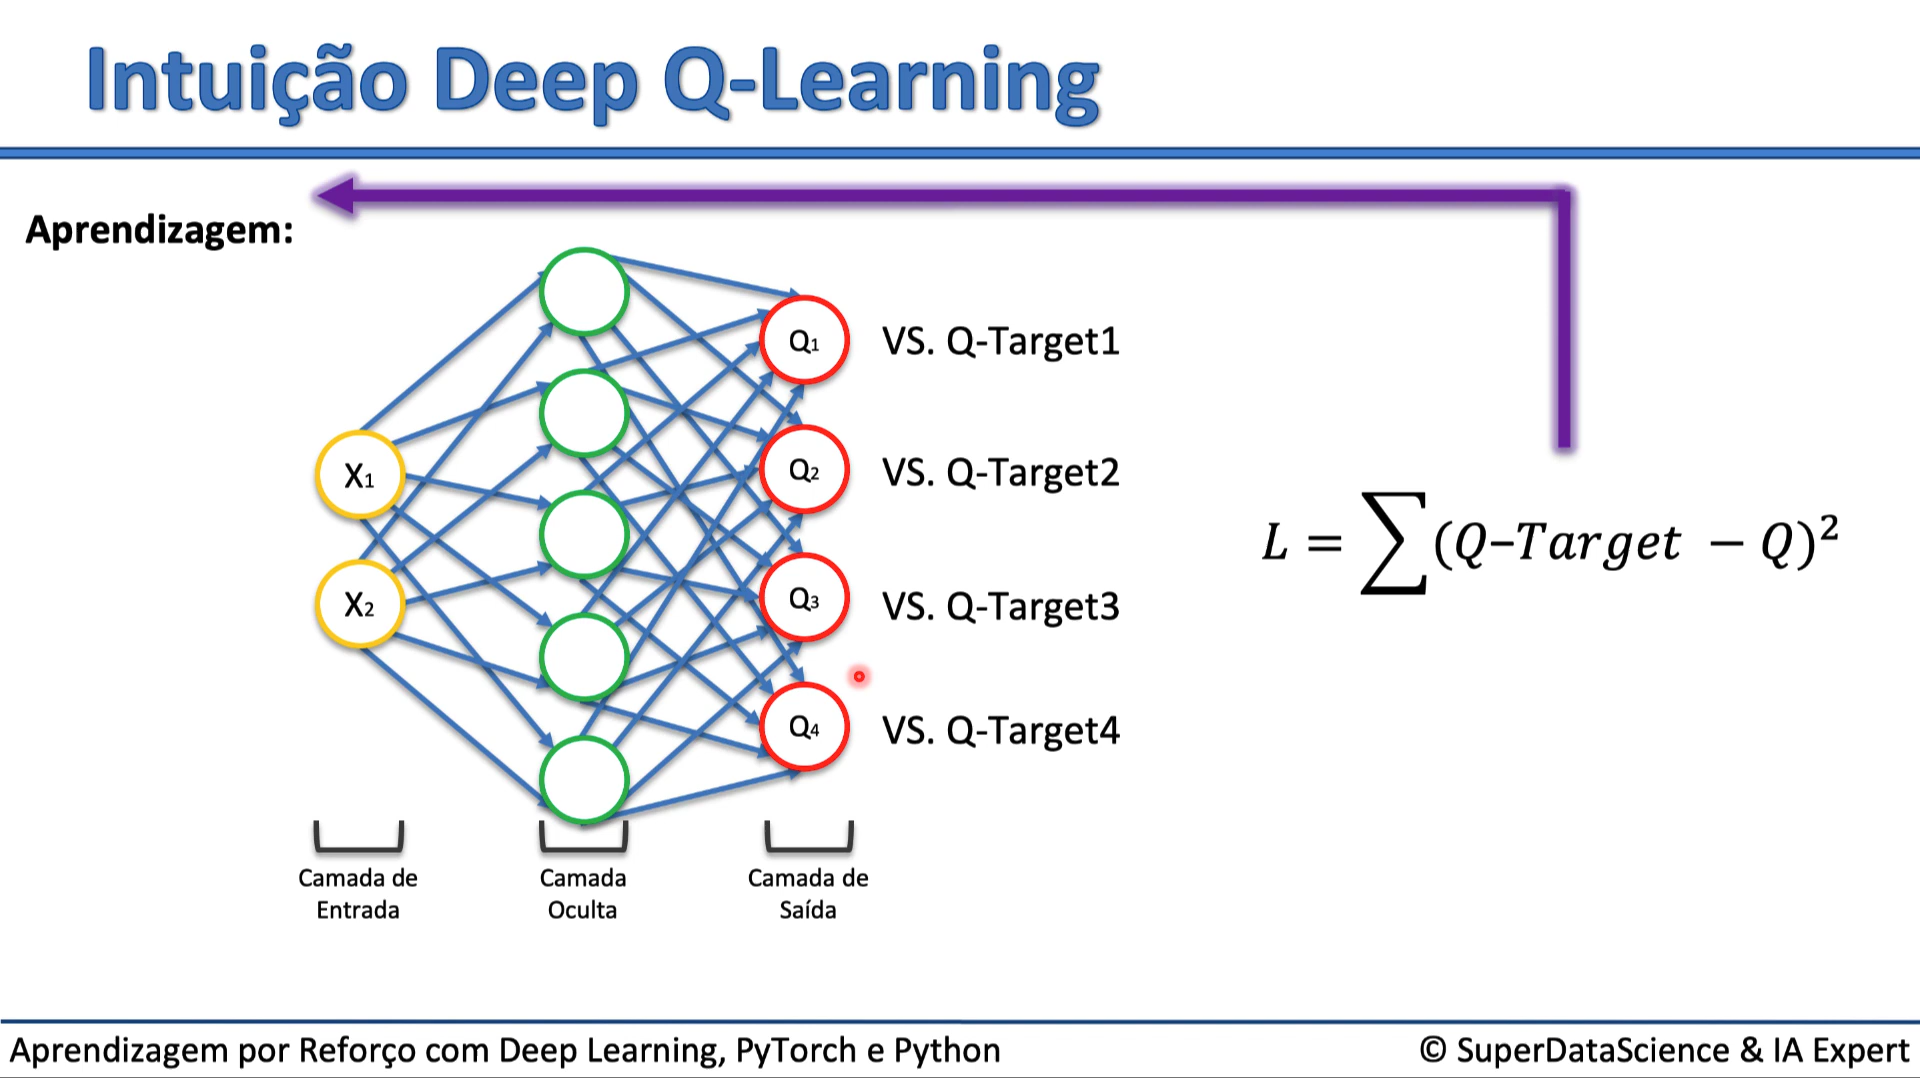 Intuição Deep Q-Learning
Aprendizagem:
X1
X2
Q1
VS. Q-Target1
Q2
VS. Q-Target2
Q3
VS. Q-Target3
Q4
VS. Q-Target4
L = ∑(Q-Target - Q)²
Camada de
Entrada
Camada
Oculta
Camada de
Saída
Aprendizagem por Reforço com Deep Learning, PyTorch e Python
© SuperDataScience & IA Expert